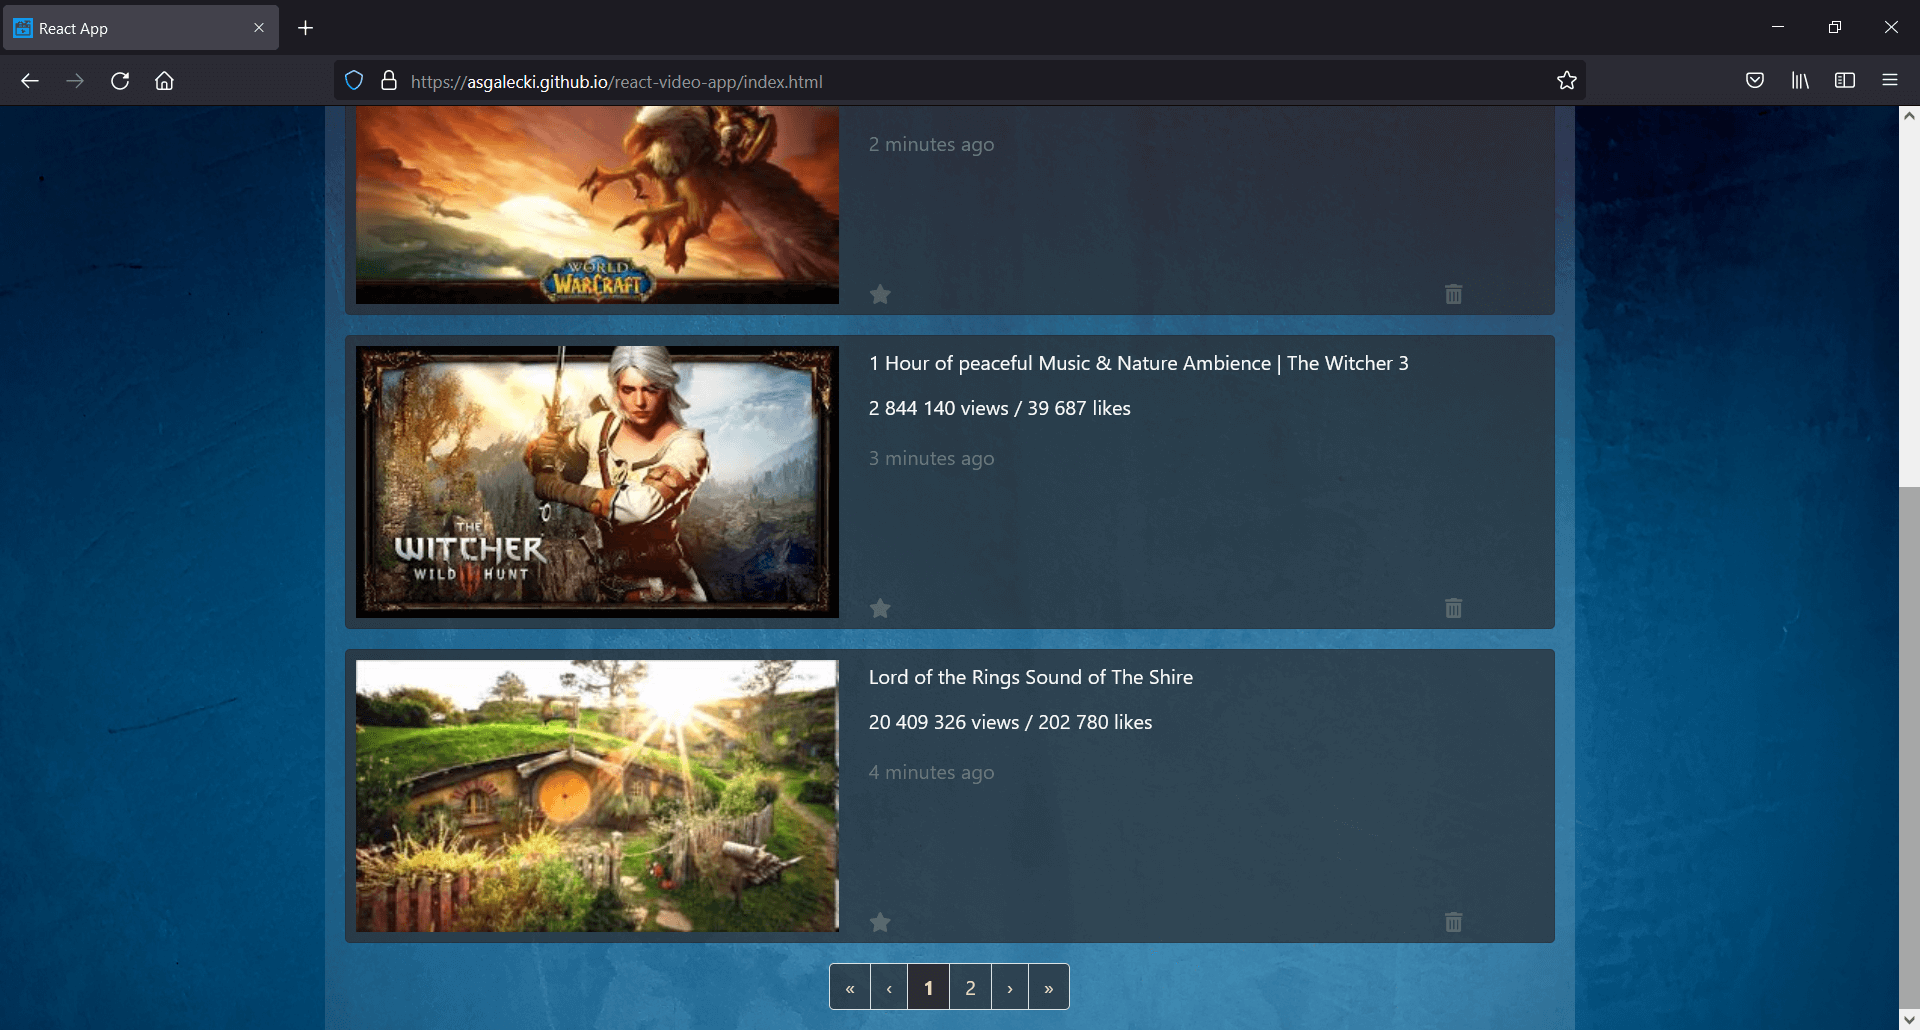 React App
https://asgalecki.github.io/react-video-app/index.html
2 minutes ago
WORLD
WARCRAFT
1 Hour of peaceful Music & Nature Ambience | The Witcher 3
2 844 140 views / 39 687 likes
3 minutes ago
THE
WITCHER
WILD HUNT
Lord of the Rings Sound of The Shire
20 409 326 views / 202 780 likes
4 minutes ago
« ‹ 1 2 › »